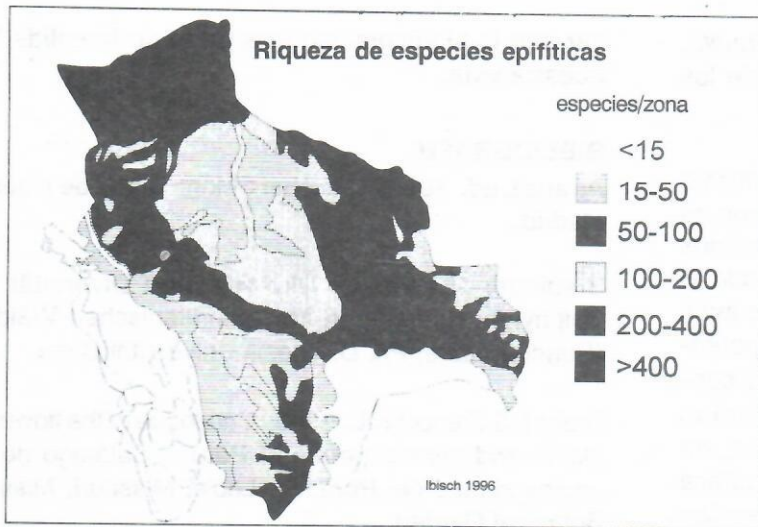 Riqueza de especies epifíticas
especies/zona
<15
15-50
50-100
100-200
200-400
>400
Ibisch 1996